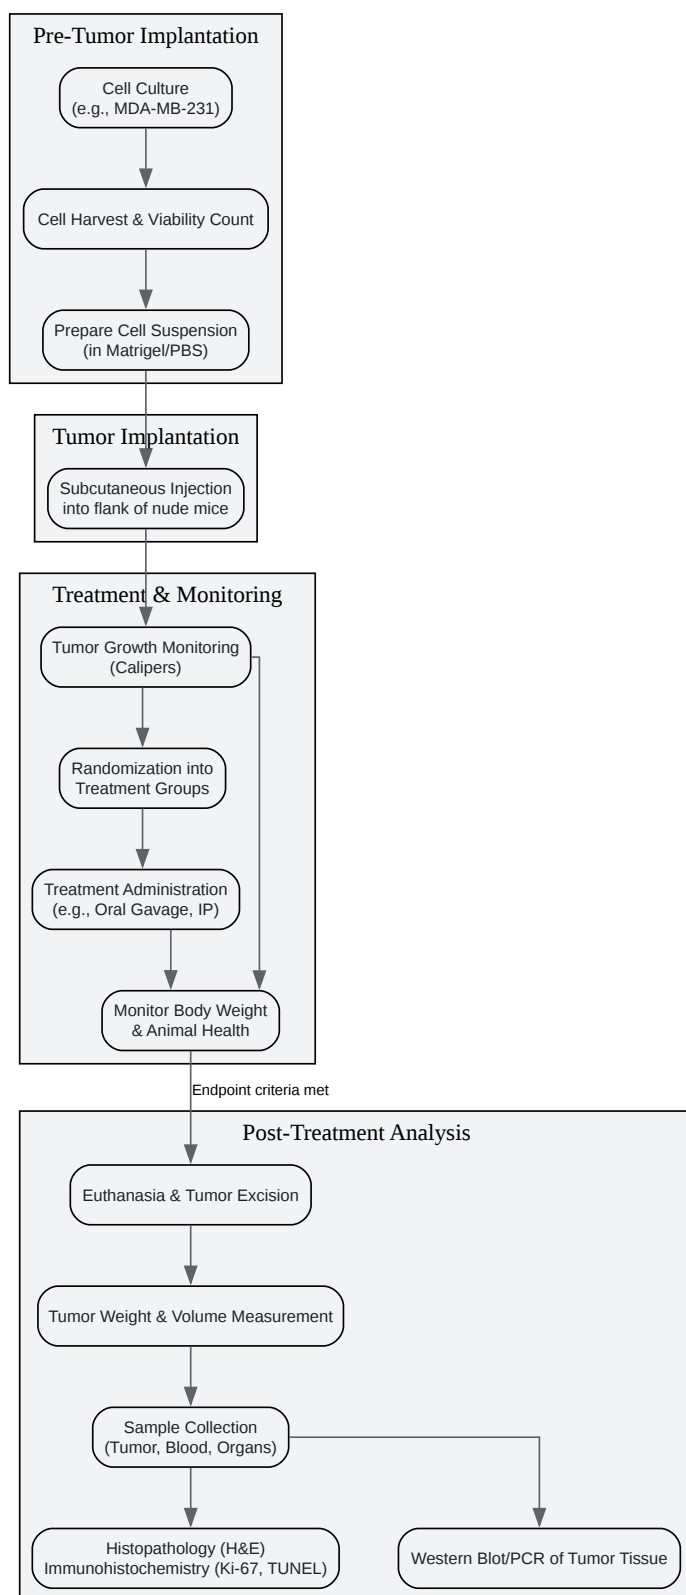 Pre-Tumor Implantation
Cell Culture
(e.g., MDA-MB-231)
Cell Harvest & Viability Count
Prepare Cell Suspension
(in Matrigel/PBS)
Tumor Implantation
Subcutaneous Injection
into flank of nude mice
Treatment & Monitoring
Tumor Growth Monitoring
(Calipers)
Randomization into
Treatment Groups
Treatment Administration
(e.g., Oral Gavage, IP)
Monitor Body Weight
& Animal Health
Endpoint criteria met
Post-Treatment Analysis
Euthanasia & Tumor Excision
Tumor Weight & Volume Measurement
Sample Collection
(Tumor, Blood, Organs)
Histopathology (H&E)
Immunohistochemistry (Ki-67, TUNEL)
Western Blot/PCR of Tumor Tissue